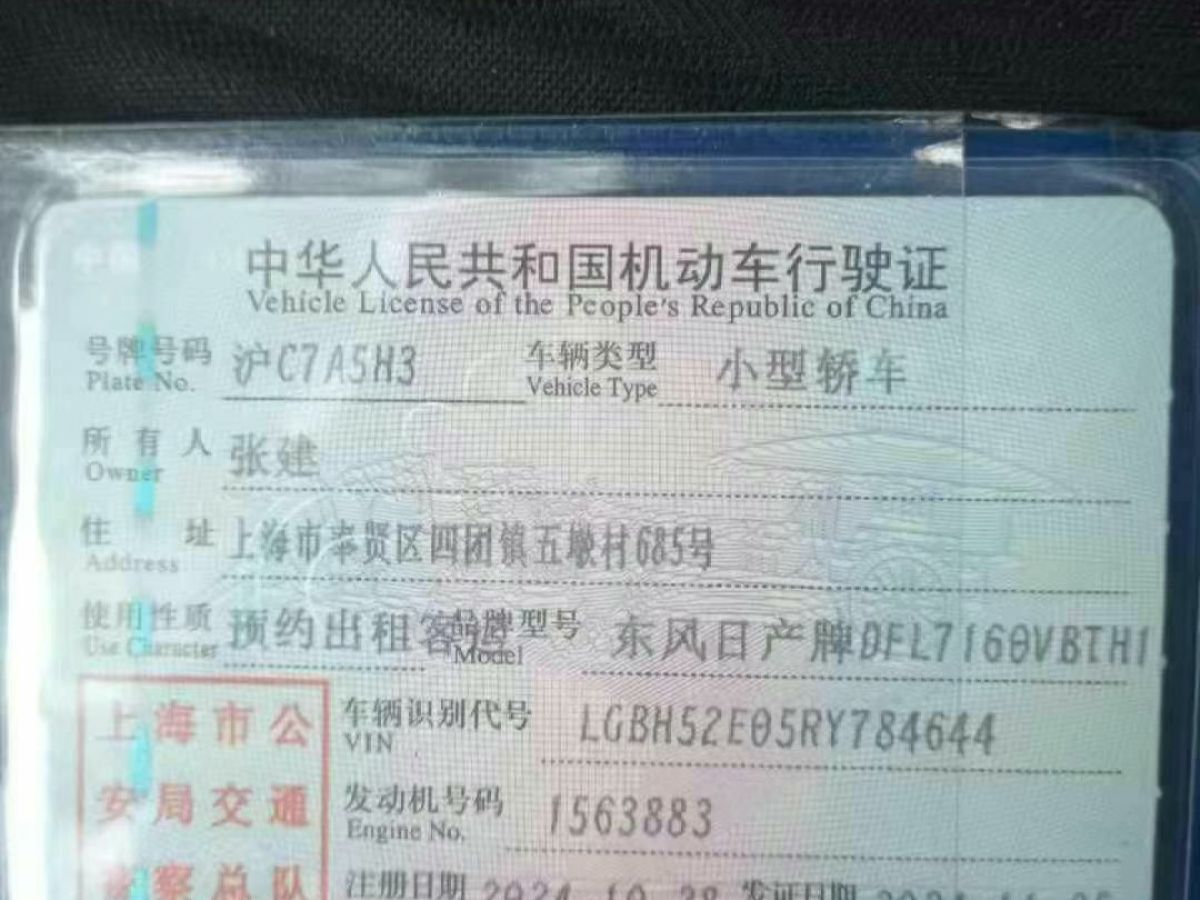 中华人民共和国机动车行驶证
Vehicle License of the People's Republic of China
号牌号码 沪C7A5H3 车辆类型 小型轿车
Plate No. Vehicle Type
所有人 张建
Owner
住址 上海市奉贤区四团镇五墩村685号
Address
使用性质 预约出租客运 品牌型号 东风日产牌DFL7160VBTH1
Use Character Model
上海市公
安局交通
警察总队
车辆识别代号 LGBH52E05RY784644
VIN
发动机号码 1563883
Engine No.
注册日期 2024-10-28 发证日期